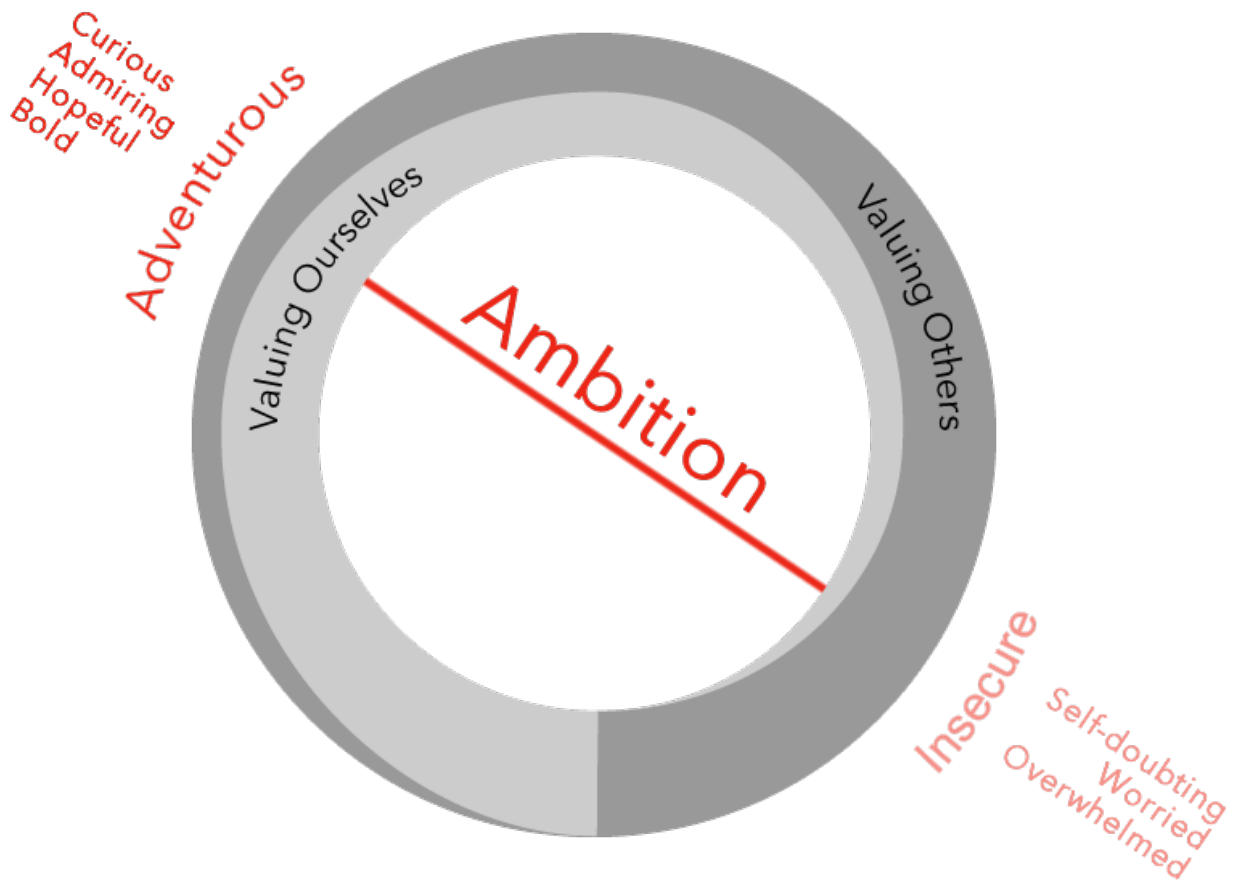 Curious
Admiring
Hopeful
Bold
Adventurous
Valuing Ourselves
Valuing Others
Ambition
Insecure
Self-doubting
Worried
Overwhelmed